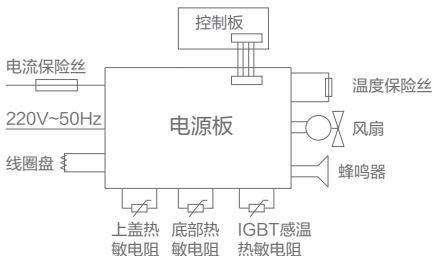 控制板
电流保险丝
温度保险丝
220V~50Hz
电源板
风扇
线圈盘
蜂鸣器
上盖热
敏电阻
底部热
敏电阻
IGBT感温
热敏电阻